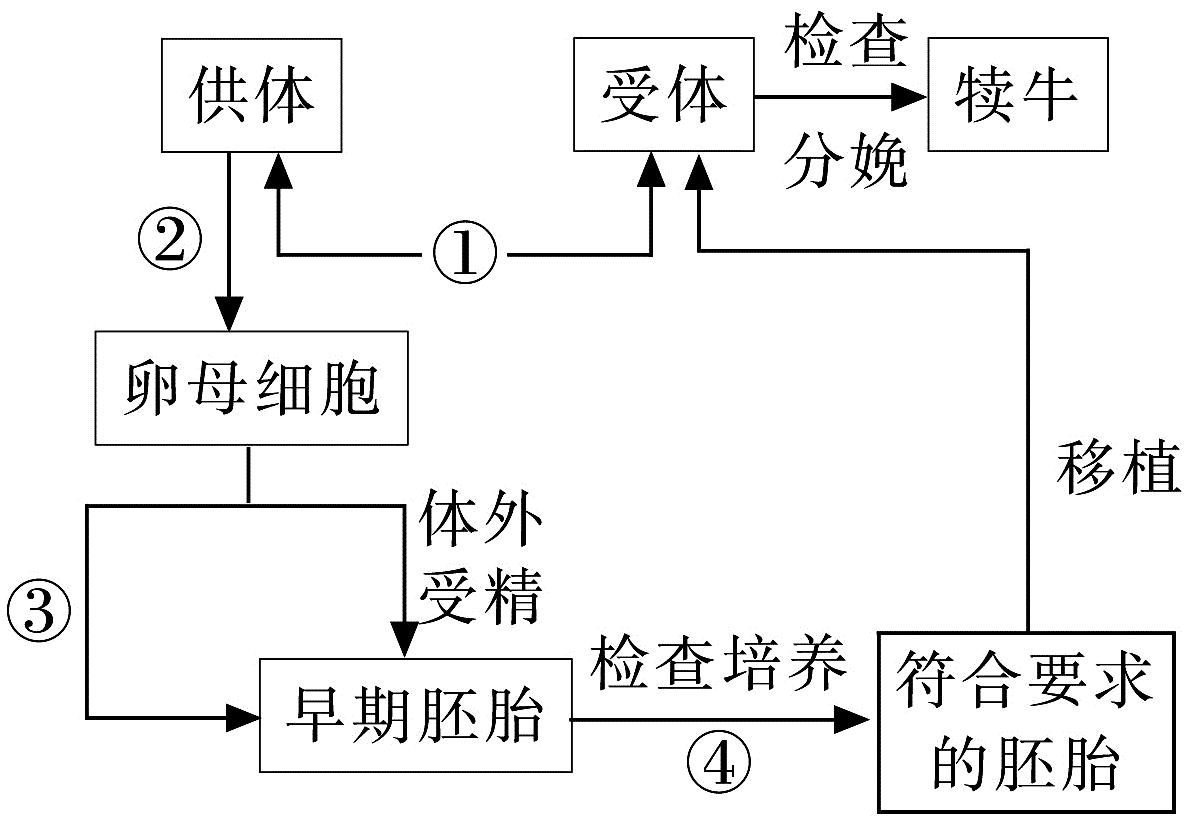 供体
受体
检查
分娩
犊牛
②
①
卵母细胞
③
体外
受精
移植
早期胚胎
检查培养
④
符合要求
的胚胎